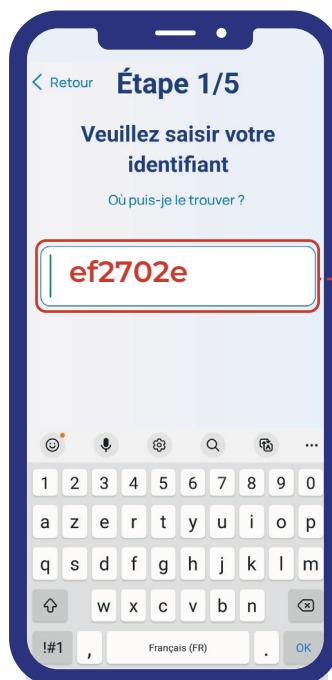 Retour Étape 1/5
Veuillez saisir votre
identifiant
Où puis-je le trouver ?
ef2702e
1 2 3 4 5 6 7 8 9 0
a z e r t y u i o p
q s d f g h j k l m
w x c v b n
!#1 , Français (FR) . OK